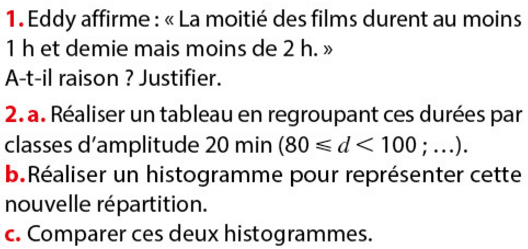 1. Eddy affirme : « La moitié des films durent au moins
1 h et demie mais moins de 2 h. »
A-t-il raison ? Justifier.
2. a. Réaliser un tableau en regroupant ces durées par
classes d’amplitude 20 min (80 ⩽ d < 100 ; …).
b. Réaliser un histogramme pour représenter cette
nouvelle répartition.
c. Comparer ces deux histogrammes.